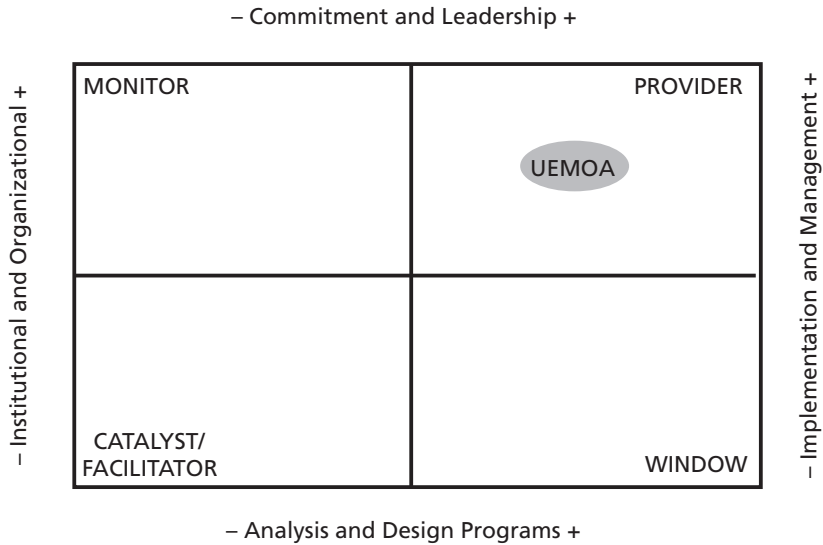 – Commitment and Leadership +
– Institutional and Organizational +
MONITOR
PROVIDER
UEMOA
CATALYST/
FACILITATOR
WINDOW
– Implementation and Management +
– Analysis and Design Programs +